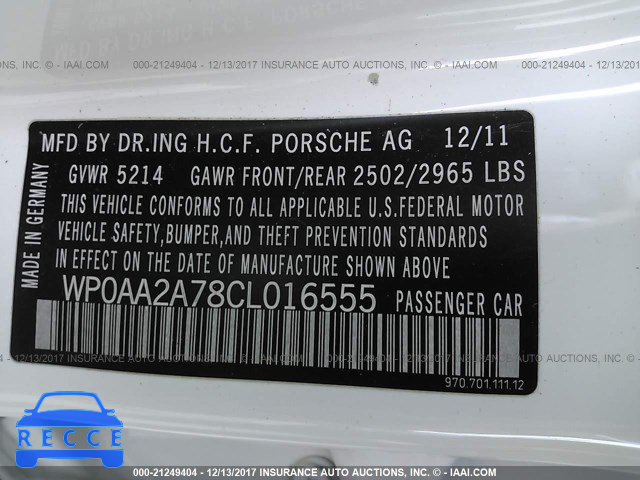 000-21249404 - 12/13/2017 INSURANCE AUTO AUCTIONS, INC. - IAAI.COM
MFD BY DR.ING H.C.F. PORSCHE AG 12/11
GVWR 5214 GAWR FRONT/REAR 2502/2965 LBS
THIS VEHICLE CONFORMS TO ALL APPLICABLE U.S.FEDERAL MOTOR
VEHICLE SAFETY,BUMPER,AND THEFT PREVENTION STANDARDS
IN EFFECT ON THE DATE OF MANUFACTURE SHOWN ABOVE
WP0AA2A78CL016555 PASSENGER CAR
MADE IN GERMANY
970.701.111.12
000-21249404 - 12/13/2017 INSURANCE AUTO AUCTIONS, INC. - IAAI.COM
RECCE
000-21249404 - 12/13/2017 INSURANCE AUTO AUCTIONS, INC. - IAAI.COM